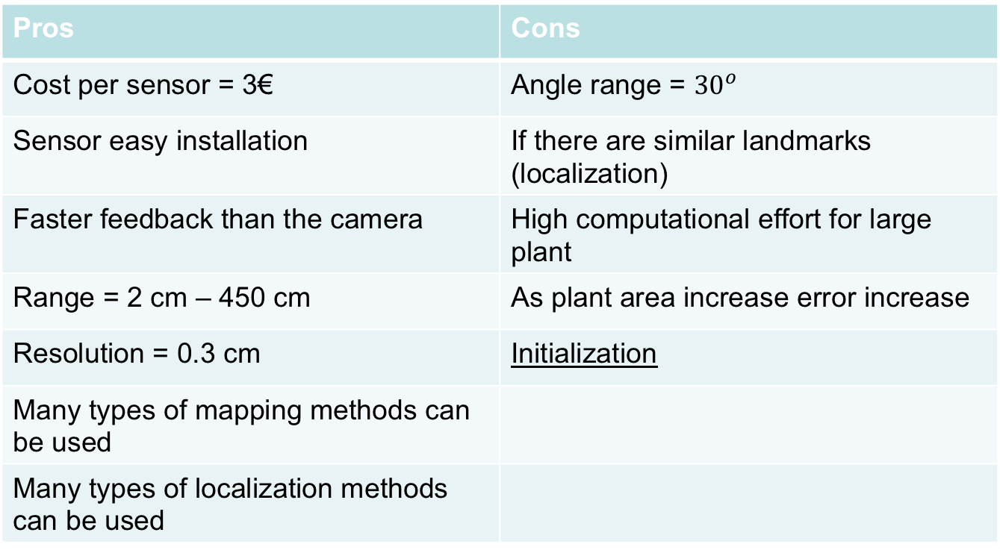 Pros
Cons
Cost per sensor = 3€
Angle range = 30ᵒ
Sensor easy installation
If there are similar landmarks
(localization)
Faster feedback than the camera
High computational effort for large
plant
Range = 2 cm – 450 cm
As plant area increase error increase
Resolution = 0.3 cm
Initialization
Many types of mapping methods can
be used
Many types of localization methods
can be used